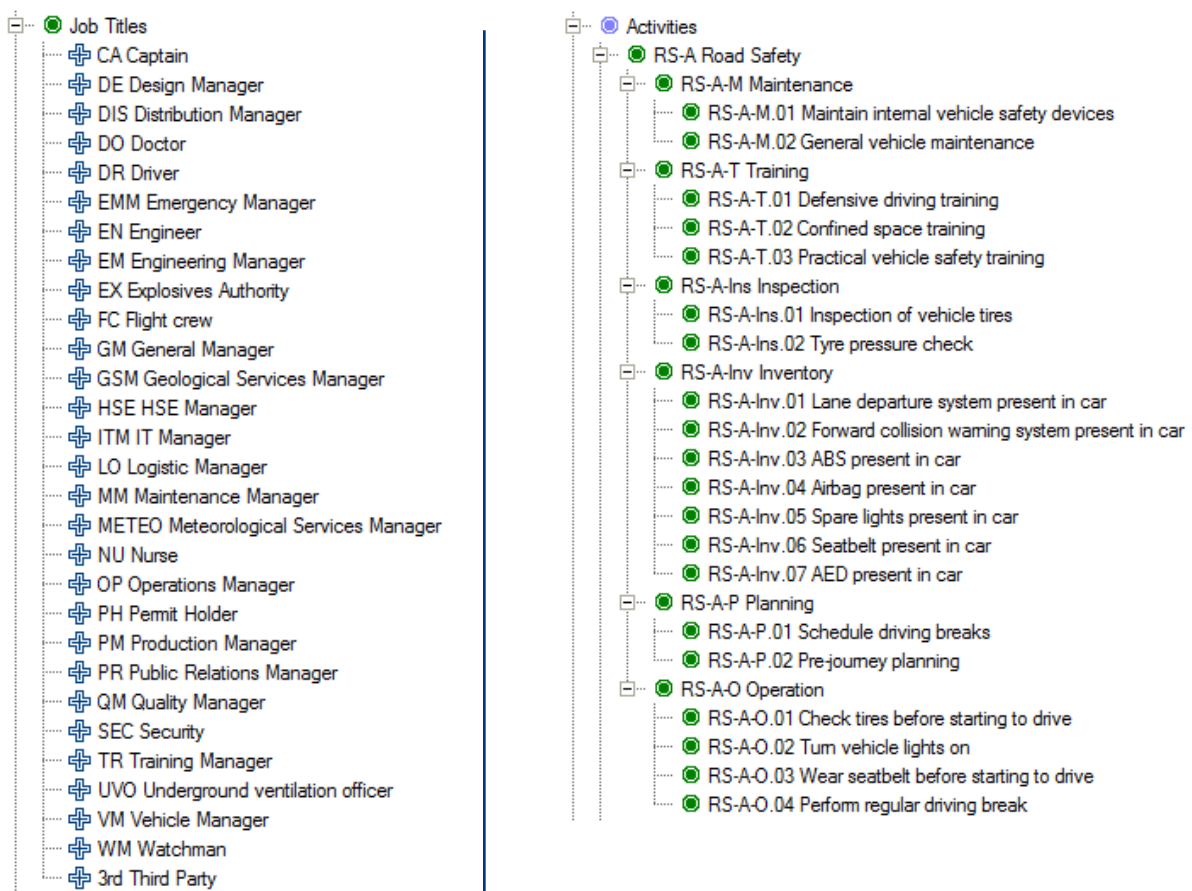 Job Titles
CA Captain
DE Design Manager
DIS Distribution Manager
DO Doctor
DR Driver
EMM Emergency Manager
EN Engineer
EM Engineering Manager
EX Explosives Authority
FC Flight crew
GM General Manager
GSM Geological Services Manager
HSE HSE Manager
ITM IT Manager
LO Logistic Manager
MM Maintenance Manager
METEO Meteorological Services Manager
NU Nurse
OP Operations Manager
PH Permit Holder
PM Production Manager
PR Public Relations Manager
QM Quality Manager
SEC Security
TR Training Manager
UVO Underground ventilation officer
VM Vehicle Manager
WM Watchman
3rd Third Party
Activities
RS-A Road Safety
RS-A-M Maintenance
RS-A-M.01 Maintain internal vehicle safety devices
RS-A-M.02 General vehicle maintenance
RS-A-T Training
RS-A-T.01 Defensive driving training
RS-A-T.02 Confined space training
RS-A-T.03 Practical vehicle safety training
RS-A-Ins Inspection
RS-A-Ins.01 Inspection of vehicle tires
RS-A-Ins.02 Tyre pressure check
RS-A-Inv Inventory
RS-A-Inv.01 Lane departure system present in car
RS-A-Inv.02 Forward collision warning system present in car
RS-A-Inv.03 ABS present in car
RS-A-Inv.04 Airbag present in car
RS-A-Inv.05 Spare lights present in car
RS-A-Inv.06 Seatbelt present in car
RS-A-Inv.07 AED present in car
RS-A-P Planning
RS-A-P.01 Schedule driving breaks
RS-A-P.02 Pre-journey planning
RS-A-O Operation
RS-A-O.01 Check tires before starting to drive
RS-A-O.02 Turn vehicle lights on
RS-A-O.03 Wear seatbelt before starting to drive
RS-A-O.04 Perform regular driving break